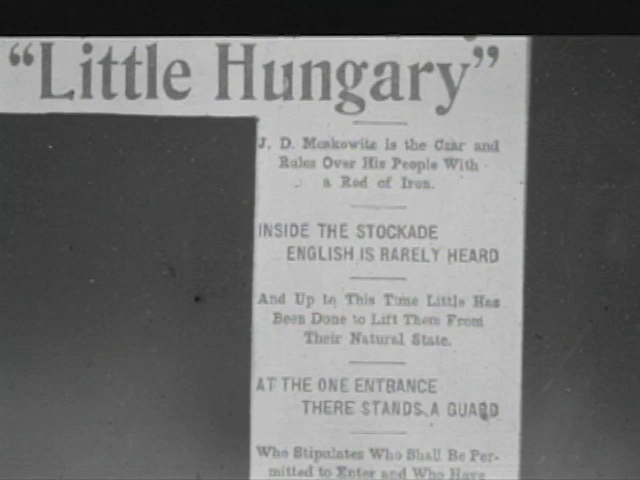 “Little Hungary”
J. D. Moskowitz is the Czar and
Rules Over His People With
a Rod of Iron.
INSIDE THE STOCKADE
ENGLISH IS RARELY HEARD
And Up to This Time Little Has
Been Done to Lift Them From
Their Natural State.
AT THE ONE ENTRANCE
THERE STANDS A GUARD
Who Stipulates Who Shall Be Per-
mitted to Enter and Who Have